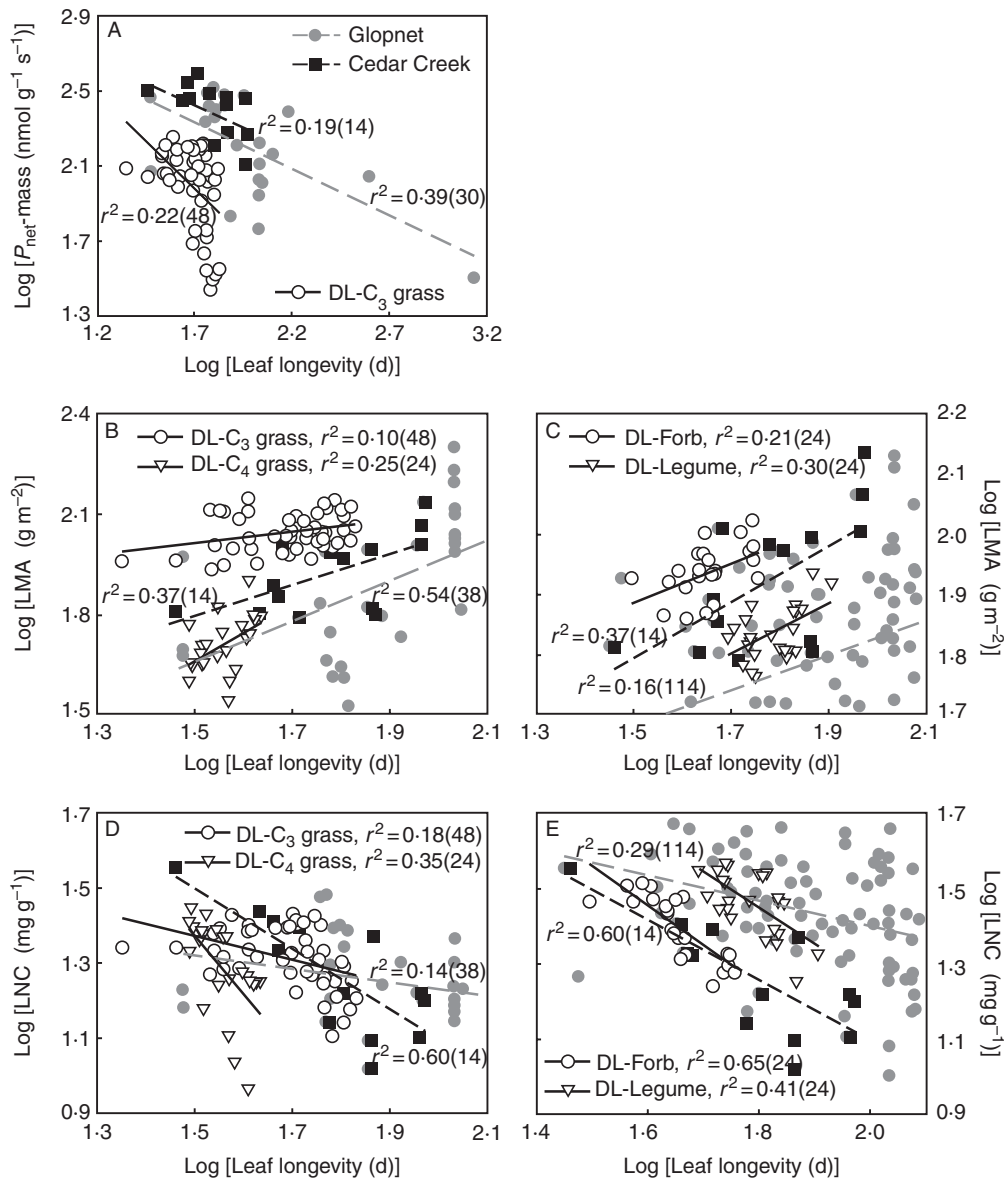 A
Glopnet
Cedar Creek
r² = 0·19(14)
r² = 0·39(30)
r² = 0·22(48)
DL-C₃ grass
Log [Pnet-mass (nmol g⁻¹ s⁻¹)]
2·9
2·5
2·1
1·7
1·3
1·2
1·7
2·2
2·7
3·2
Log [Leaf longevity (d)]
B
DL-C₃ grass, r² = 0·10(48)
DL-C₄ grass, r² = 0·25(24)
r² = 0·37(14)
r² = 0·54(38)
Log [LMA (g m⁻²)]
2·4
2·1
1·8
1·5
1·3
1·5
1·7
1·9
2·1
Log [Leaf longevity (d)]
C
DL-Forb, r² = 0·21(24)
DL-Legume, r² = 0·30(24)
r² = 0·37(14)
r² = 0·16(114)
Log [LMA (g m⁻²)]
2·2
2·1
2·0
1·9
1·8
1·7
1·3
1·5
1·7
1·9
2·1
Log [Leaf longevity (d)]
D
DL-C₃ grass, r² = 0·18(48)
DL-C₄ grass, r² = 0·35(24)
r² = 0·14(38)
r² = 0·60(14)
Log [LNC (mg g⁻¹)]
1·7
1·5
1·3
1·1
0·9
1·3
1·5
1·7
1·9
2·1
Log [Leaf longevity (d)]
E
r² = 0·29(114)
r² = 0·60(14)
DL-Forb, r² = 0·65(24)
DL-Legume, r² = 0·41(24)
Log [LNC (mg g⁻¹)]
1·7
1·5
1·3
1·1
0·9
1·4
1·6
1·8
2·0
Log [Leaf longevity (d)]